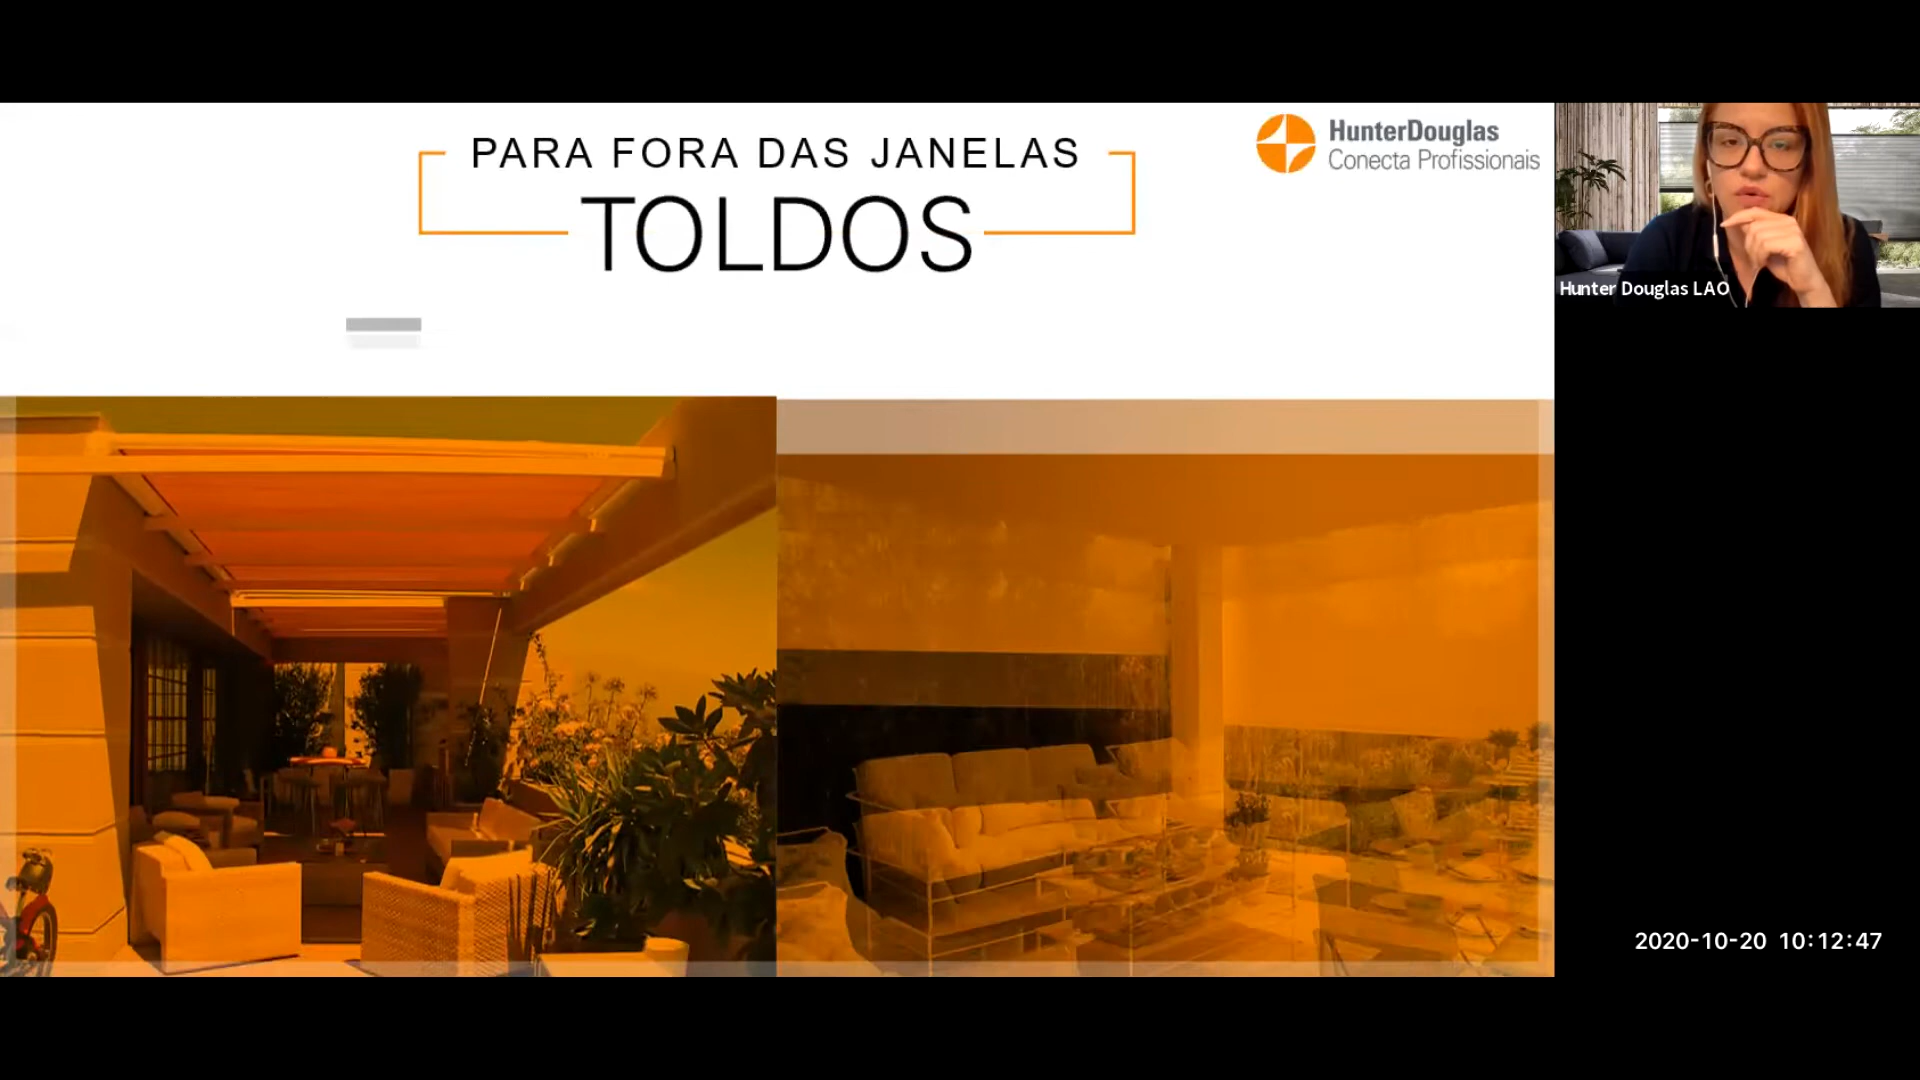 PARA FORA DAS JANELAS
TOLDOS
HunterDouglas
Conecta Profissionais
Hunter Douglas LAO
2020-10-20 10:12:47